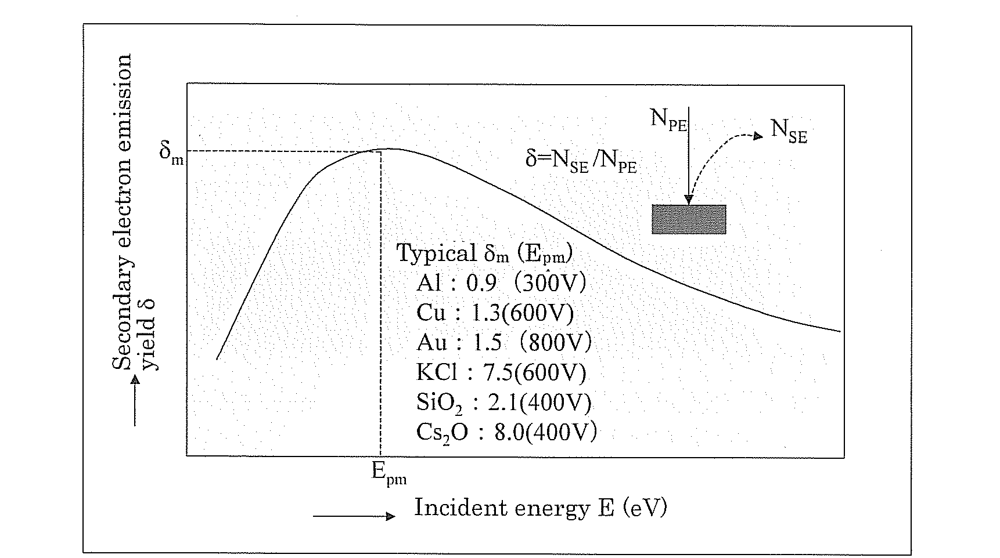 Secondary electron emission
yield δ
δm
NPE
NSE
δ=NSE/NPE
Typical δm (Epm)
Al : 0.9 (300V)
Cu : 1.3(600V)
Au : 1.5 (800V)
KCl : 7.5(600V)
SiO2 : 2.1(400V)
Cs2O : 8.0(400V)
Epm
Incident energy E (eV)